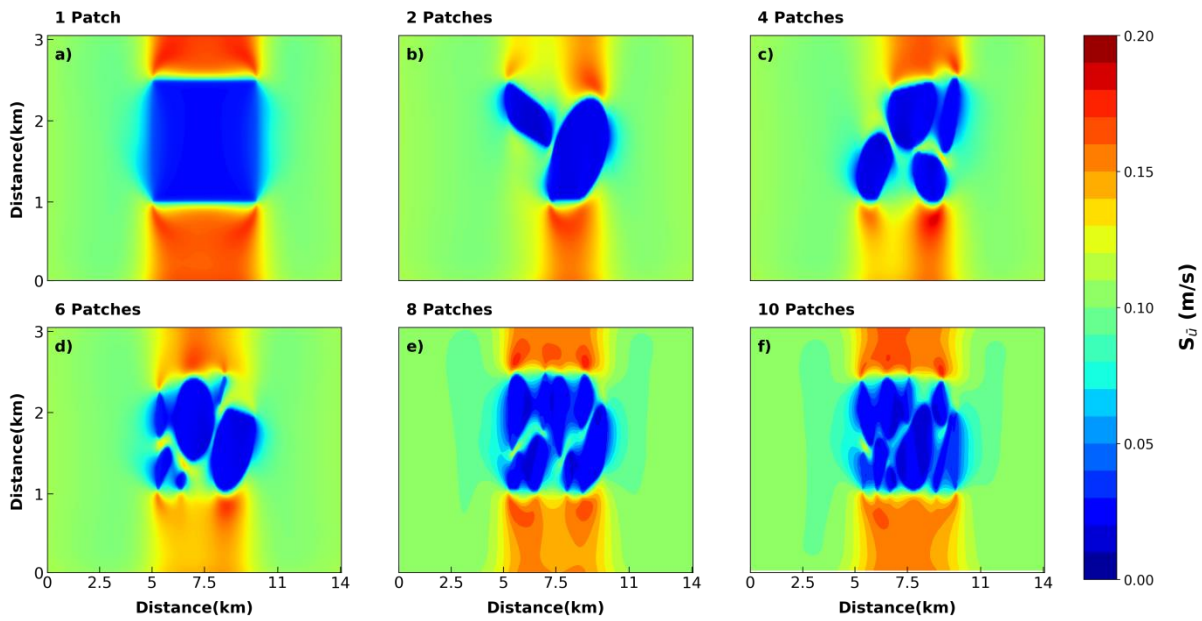 1 Patch
2 Patches
4 Patches
a)
b)
c)
3
2
1
0
Distance(km)
6 Patches
8 Patches
10 Patches
d)
e)
f)
3
2
1
0
Distance(km)
0 2.5 5 7.5 11 14
0 2.5 5 7.5 11 14
0 2.5 5 7.5 11 14
Distance(km)
Distance(km)
Distance(km)
0.20
0.15
0.10
0.05
0.00
S_ū (m/s)